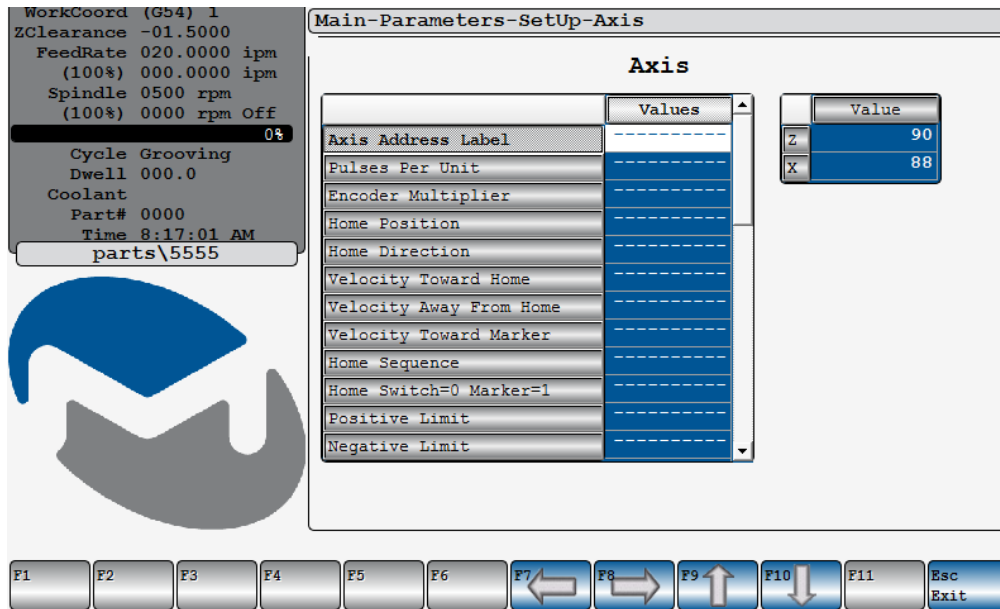 WorkCoord (G54) 1
ZClearance -01.5000
FeedRate 020.0000 ipm
(100%) 000.0000 ipm
Spindle 0500 rpm
(100%) 0000 rpm Off
0%
Cycle Grooving
Dwell 000.0
Coolant
Part# 0000
Time 8:17:01 AM
parts\5555
Main-Parameters-SetUp-Axis
Axis
Values
Axis Address Label ----------
Pulses Per Unit ----------
Encoder Multiplier ----------
Home Position ----------
Home Direction ----------
Velocity Toward Home ----------
Velocity Away From Home ----------
Velocity Toward Marker ----------
Home Sequence ----------
Home Switch=0 Marker=1 ----------
Positive Limit ----------
Negative Limit ----------
Value
Z 90
X 88
F1 F2 F3 F4 F5 F6 F7 F8 F9 F10 F11 Esc
Exit